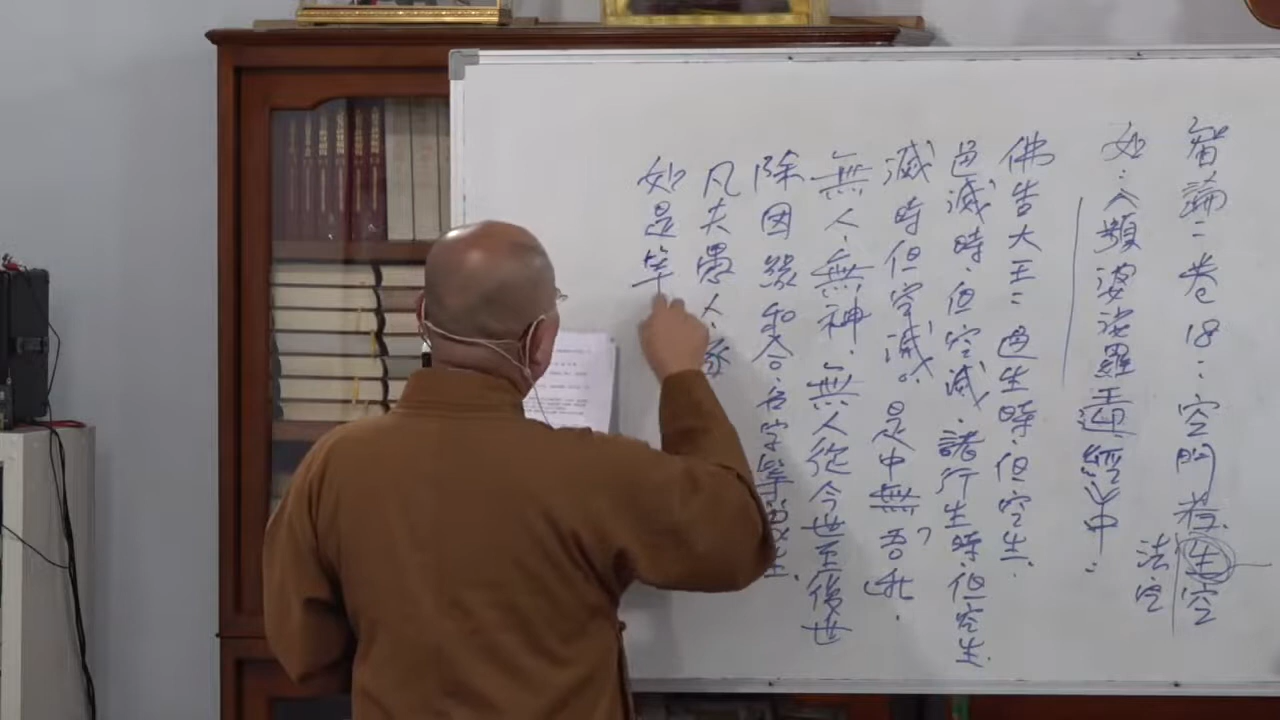 智論二卷18：空門 生空
法空
如：入頻婆娑羅王迎經中"
佛告大王：色生時，但空生，
色滅時，但空滅，諸行生時，但空生，
滅時但空滅。是中無吾我，
無人，無神，無人從今世至後世
除因緣和合名字等眾生，
凡夫愚人，
如是等